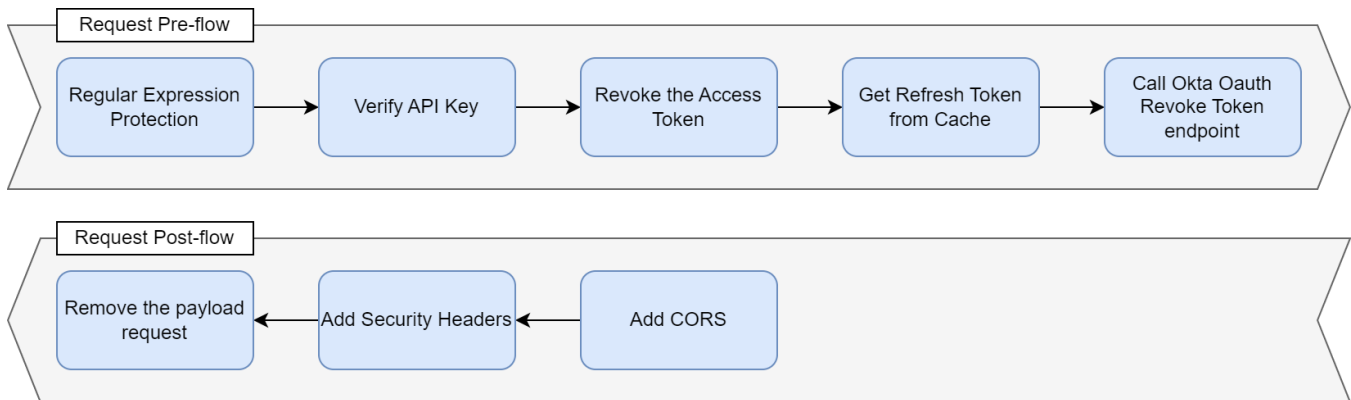 Request Pre-flow
Regular Expression
Protection
Verify API Key
Revoke the Access
Token
Get Refresh Token
from Cache
Call Okta Oauth
Revoke Token
endpoint
Request Post-flow
Remove the payload
request
Add Security Headers
Add CORS